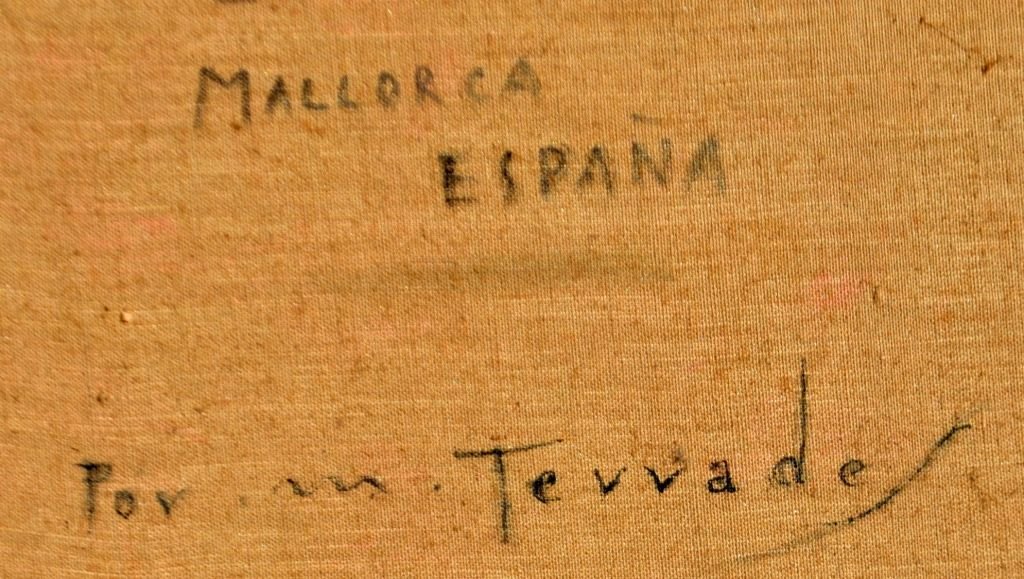 MALLORCA
ESPAÑA
Por . m . Terrades